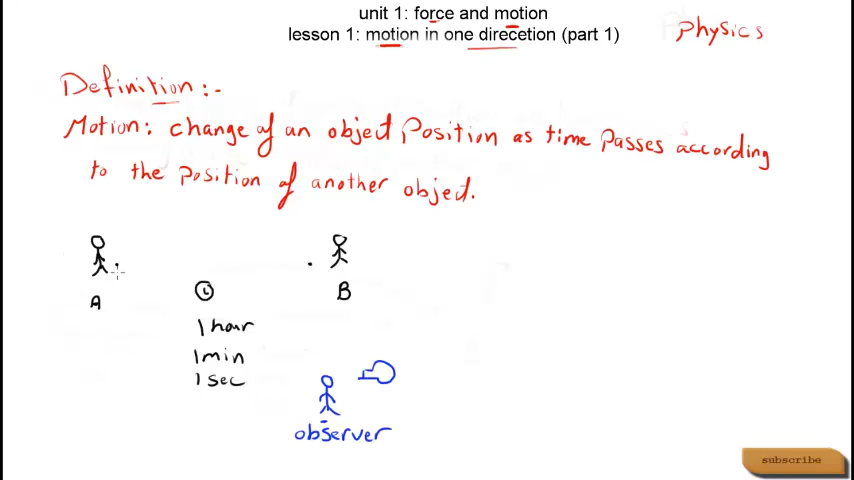 unit 1: force and motion
lesson 1: motion in one direcetion (part 1)
Physics
Definition:-
Motion: change of an object Position as time Passes according
to the Position of another object.
A
B
1 hour
1 min
1 sec
observer
subscribe